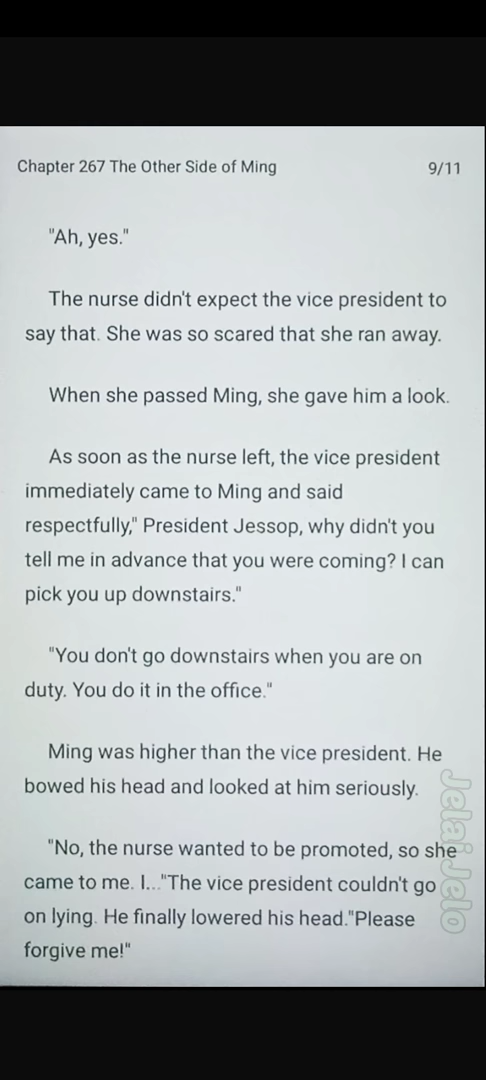 Chapter 267 The Other Side of Ming
9/11
"Ah, yes."
The nurse didn't expect the vice president to
say that. She was so scared that she ran away.
When she passed Ming, she gave him a look.
As soon as the nurse left, the vice president
immediately came to Ming and said
respectfully," President Jessop, why didn't you
tell me in advance that you were coming? I can
pick you up downstairs."
"You don't go downstairs when you are on
duty. You do it in the office."
Ming was higher than the vice president. He
bowed his head and looked at him seriously.
"No, the nurse wanted to be promoted, so she
came to me. I..."The vice president couldn't go
on lying. He finally lowered his head."Please
forgive me!"
Jelai Jelo